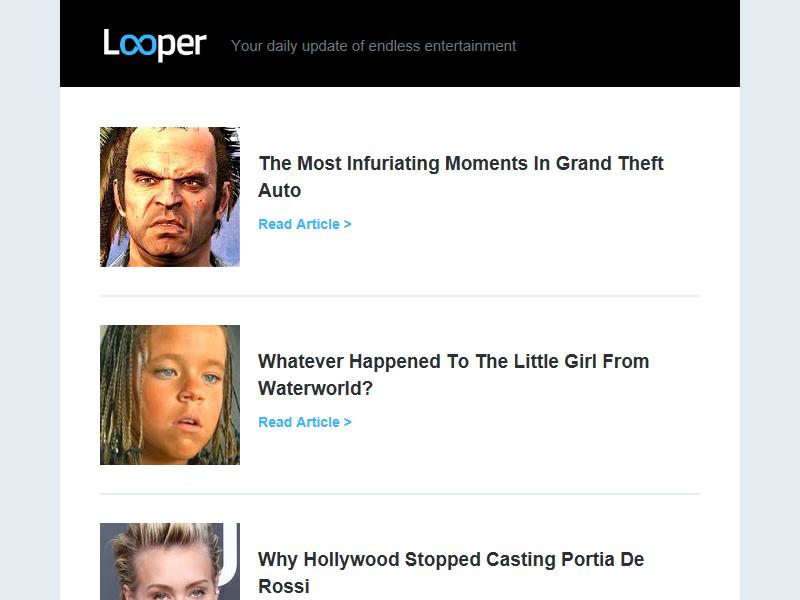 Looper
Your daily update of endless entertainment
The Most Infuriating Moments In Grand Theft
Auto
Read Article >
Whatever Happened To The Little Girl From
Waterworld?
Read Article >
Why Hollywood Stopped Casting Portia De
Rossi